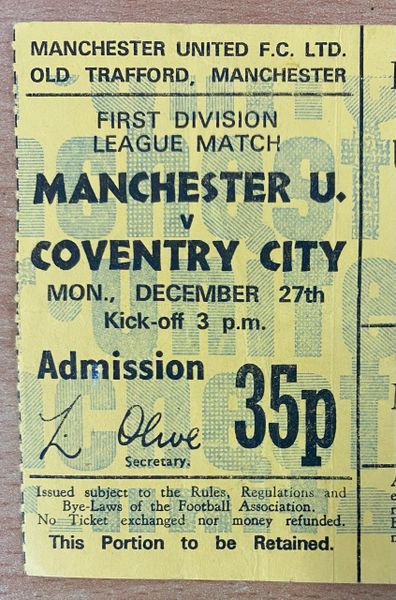 MANCHESTER UNITED F.C. LTD.
OLD TRAFFORD, MANCHESTER
FIRST DIVISION
LEAGUE MATCH
MANCHESTER U.
v
COVENTRY CITY
MON., DECEMBER 27th
Kick-off 3 p.m.
Admission 35p
L. Olive
Secretary.
Issued subject to the Rules, Regulations and
Bye-Laws of the Football Association.
No Ticket exchanged nor money refunded.
This Portion to be Retained.